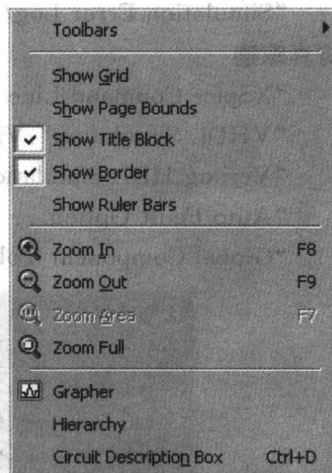 Toolbars
Show Grid
Show Page Bounds
Show Title Block
Show Border
Show Ruler Bars
Zoom In F8
Zoom Out F9
Zoom Area F7
Zoom Full
Grapher
Hierarchy
Circuit Description Box Ctrl+D